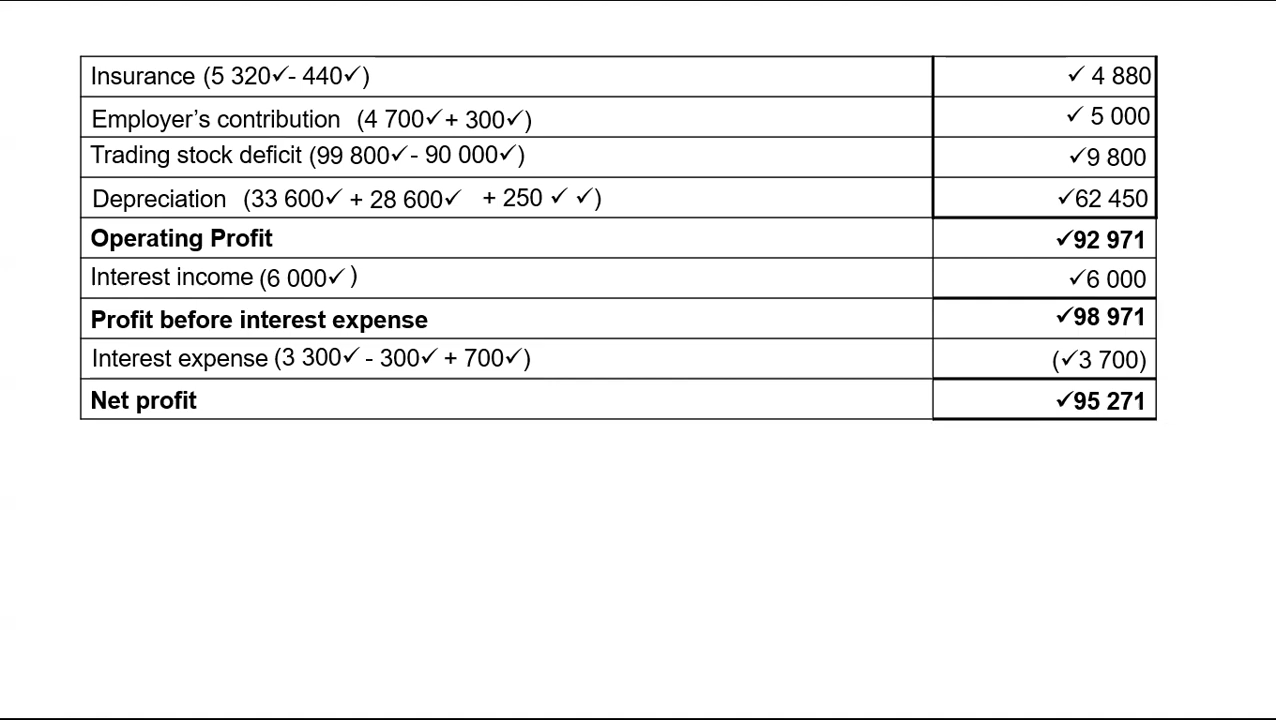 Insurance (5 320✓- 440✓) ✓ 4 880
Employer’s contribution (4 700✓+ 300✓) ✓ 5 000
Trading stock deficit (99 800✓- 90 000✓) ✓9 800
Depreciation (33 600✓ + 28 600✓ + 250 ✓ ✓) ✓62 450
Operating Profit ✓92 971
Interest income (6 000✓ ) ✓6 000
Profit before interest expense ✓98 971
Interest expense (3 300✓ - 300✓ + 700✓) (✓3 700)
Net profit ✓95 271